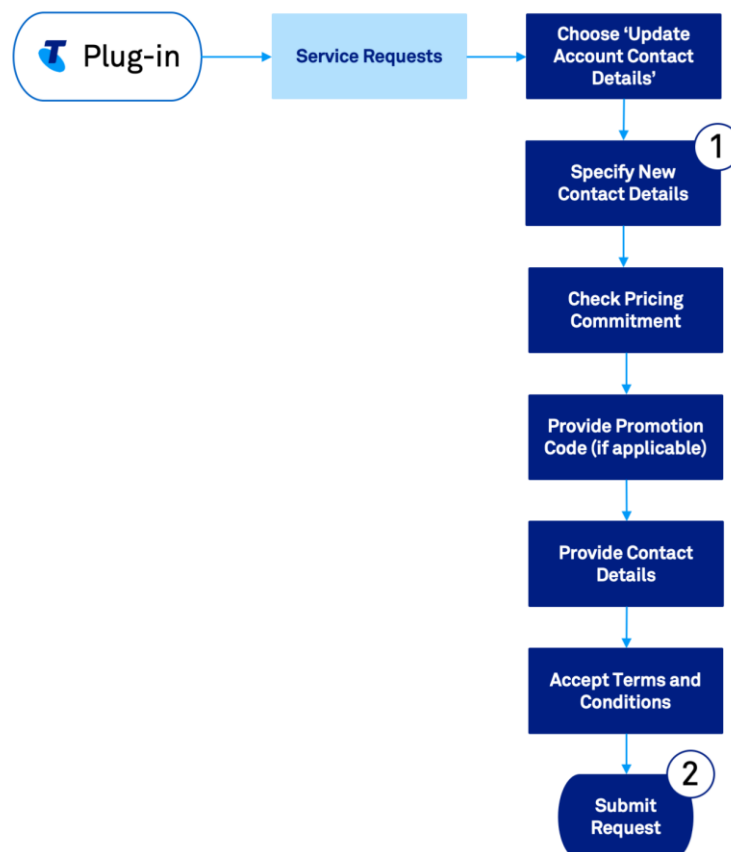 T Plug-in
Service Requests
Choose ‘Update
Account Contact
Details’
1
Specify New
Contact Details
Check Pricing
Commitment
Provide Promotion
Code (if applicable)
Provide Contact
Details
Accept Terms and
Conditions
2
Submit
Request